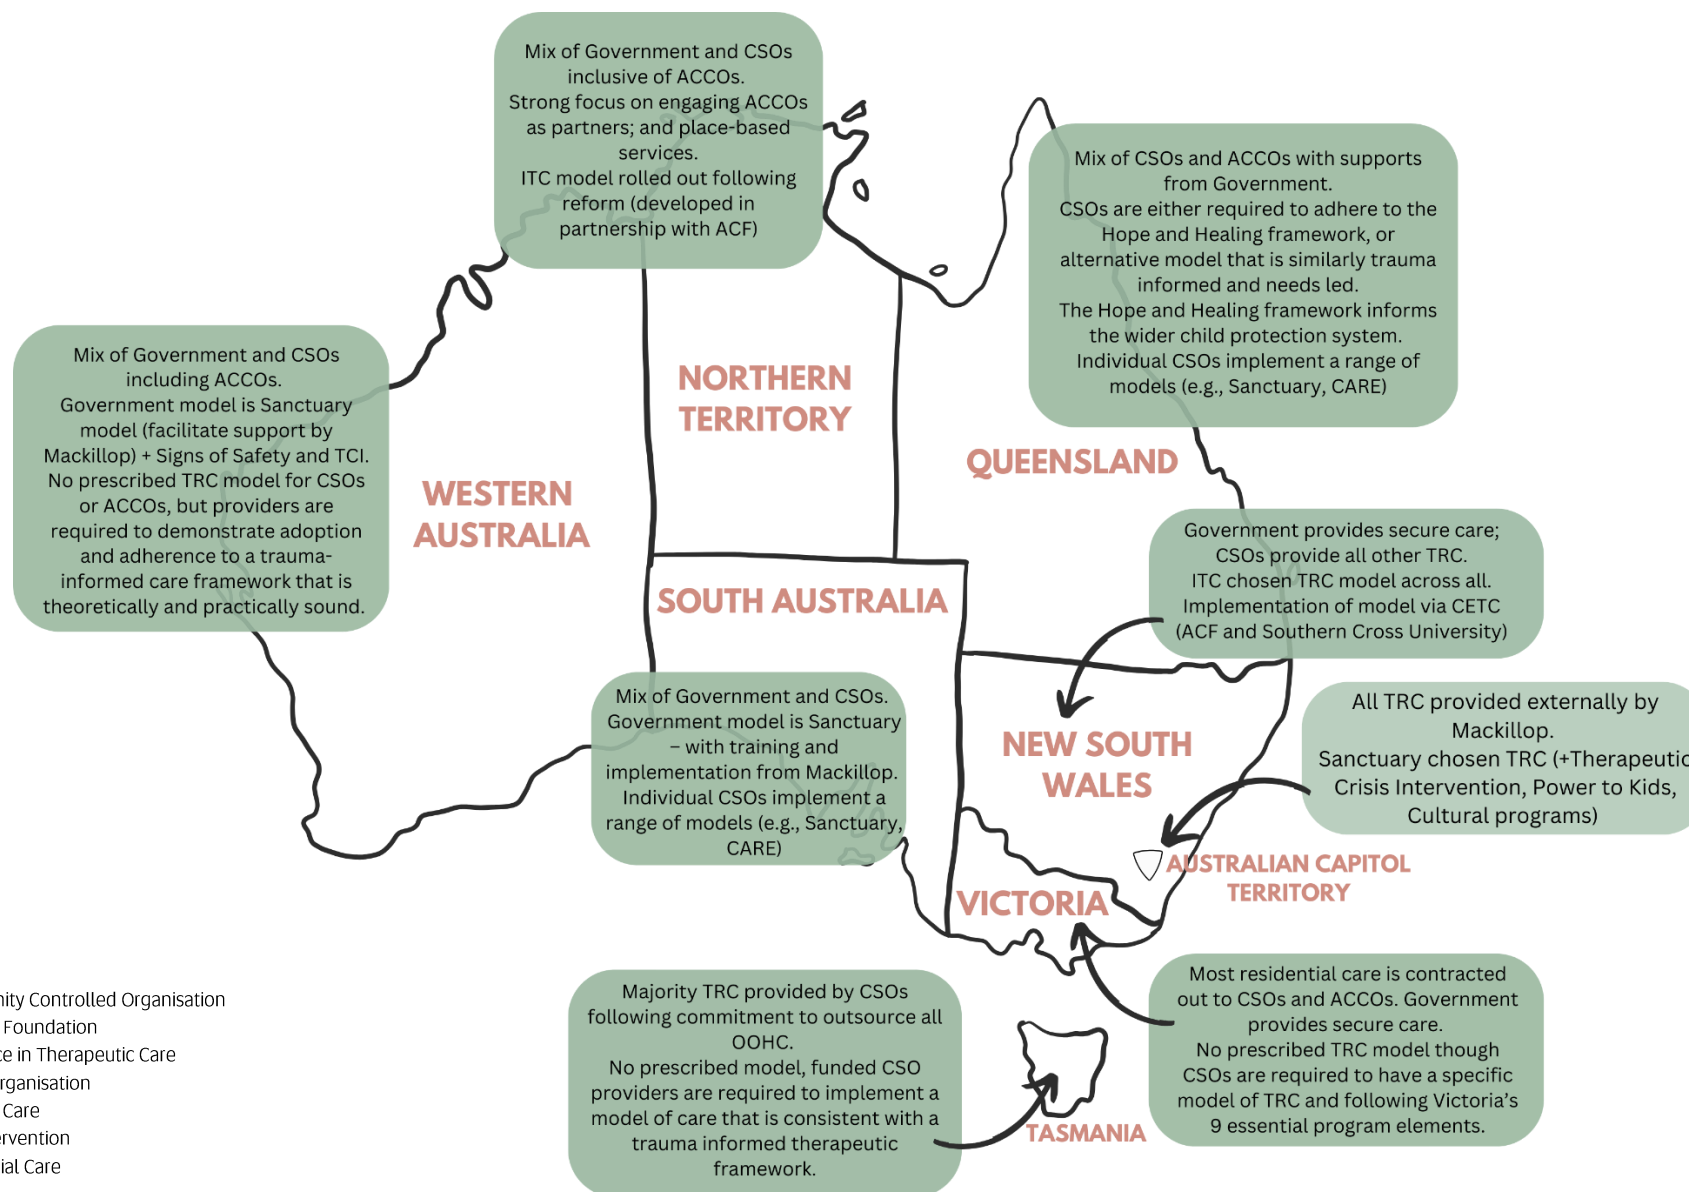 Mix of Government and CSOs
inclusive of ACCOs.
Strong focus on engaging ACCOs
as partners; and place-based
services.
ITC model rolled out following
reform (developed in
partnership with ACF)
Mix of CSOs and ACCOs with supports
from Government.
CSOs are either required to adhere to the
Hope and Healing framework, or
alternative model that is similarly trauma
informed and needs led.
The Hope and Healing framework informs
the wider child protection system.
Individual CSOs implement a range of
models (e.g., Sanctuary, CARE)
Mix of Government and CSOs
including ACCOs.
Government model is Sanctuary
model (facilitate support by
Mackillop) + Signs of Safety and TCI.
No prescribed TRC model for CSOs
or ACCOs, but providers are
required to demonstrate adoption
and adherence to a trauma-
informed care framework that is
theoretically and practically sound.
NORTHERN
TERRITORY
QUEENSLAND
WESTERN
AUSTRALIA
Government provides secure care;
CSOs provide all other TRC.
ITC chosen TRC model across all.
Implementation of model via CETC
(ACF and Southern Cross University)
SOUTH AUSTRALIA
Mix of Government and CSOs.
Government model is Sanctuary
– with training and
implementation from Mackillop.
Individual CSOs implement a
range of models (e.g., Sanctuary,
CARE)
NEW SOUTH
WALES
All TRC provided externally by
Mackillop.
Sanctuary chosen TRC (+Therapeutic
Crisis Intervention, Power to Kids,
Cultural programs)
AUSTRALIAN CAPITOL
TERRITORY
VICTORIA
Most residential care is contracted
out to CSOs and ACCOs. Government
provides secure care.
No prescribed TRC model though
CSOs are required to have a specific
model of TRC and following Victoria's
9 essential program elements.
Majority TRC provided by CSOs
following commitment to outsource all
OOHC.
No prescribed model, funded CSO
providers are required to implement a
model of care that is consistent with a
trauma informed therapeutic
framework.
TASMANIA
nity Controlled Organisation
Foundation
ce in Therapeutic Care
rganisation
Care
ervention
ial Care